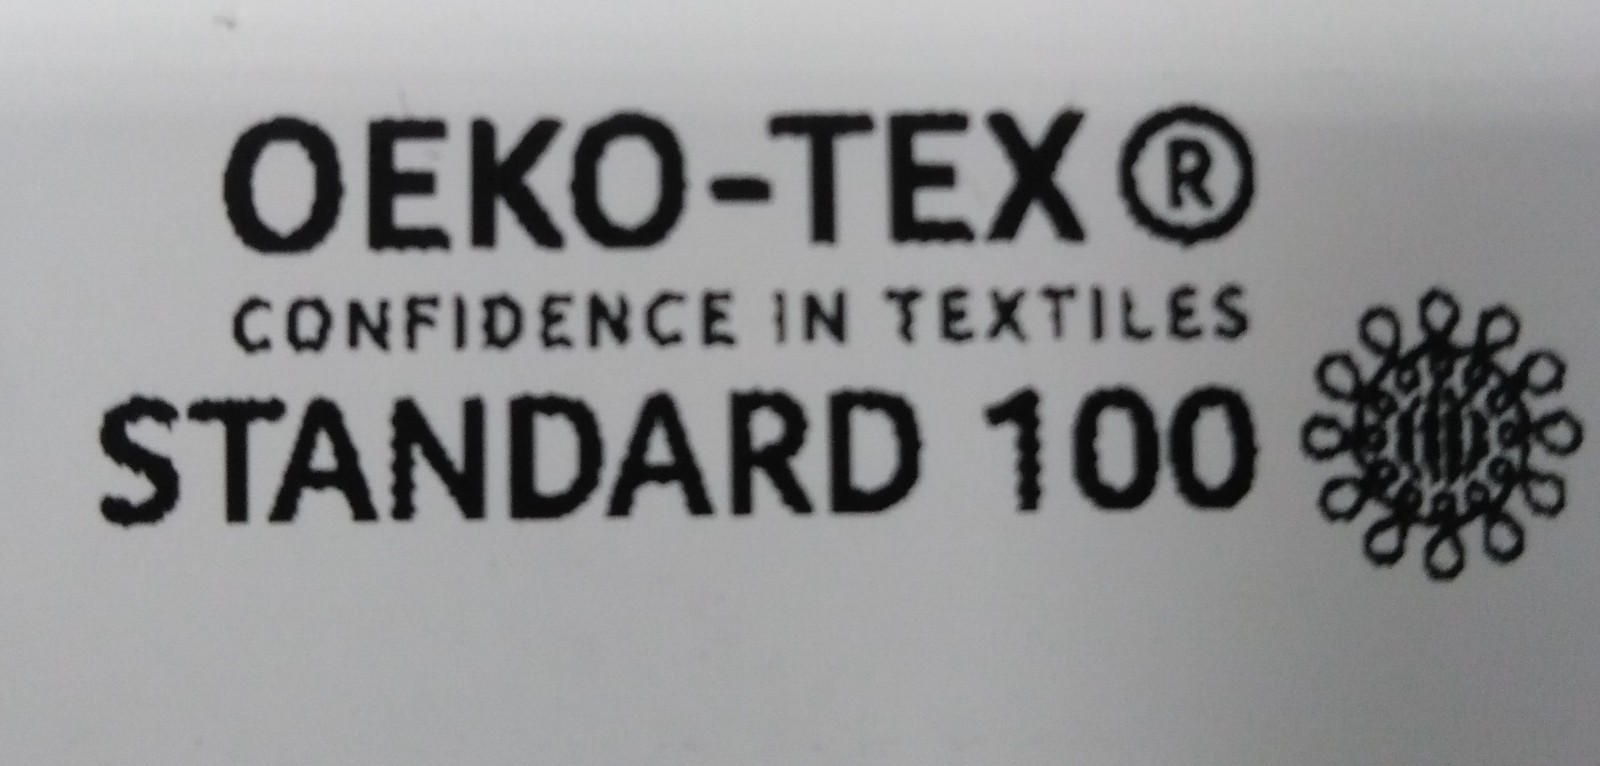 OEKO-TEX®
CONFIDENCE IN TEXTILES
STANDARD 100